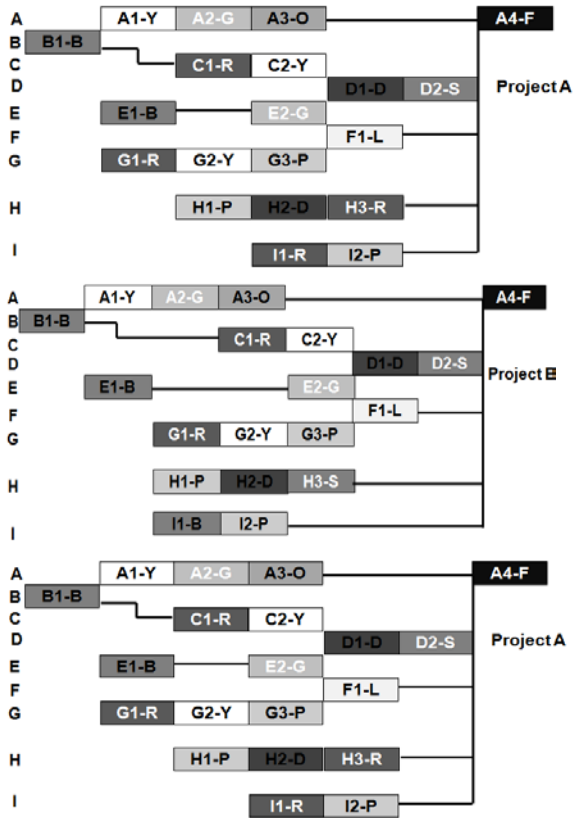 A A1-Y A2-G A3-O A4-F
B B1-B
C C1-R C2-Y
D D1-D D2-S Project A
E E1-B E2-G
F F1-L
G G1-R G2-Y G3-P
H H1-P H2-D H3-R
I I1-R I2-P
A A1-Y A2-G A3-O A4-F
B B1-B
C C1-R C2-Y
D D1-D D2-S
Project B
E E1-B E2-G
F F1-L
G G1-R G2-Y G3-P
H H1-P H2-D H3-S
I I1-B I2-P
A A1-Y A2-G A3-O A4-F
B B1-B
C C1-R C2-Y
D D1-D D2-S Project A
E E1-B E2-G
F F1-L
G G1-R G2-Y G3-P
H H1-P H2-D H3-R
I I1-R I2-P